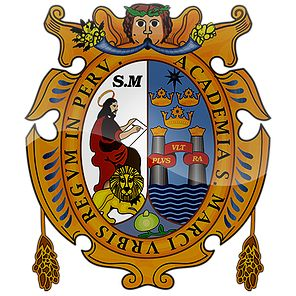 ACADEMIA S. MARCI VRBIS REGVM IN PERV .
S.M
PLVS VLT RA